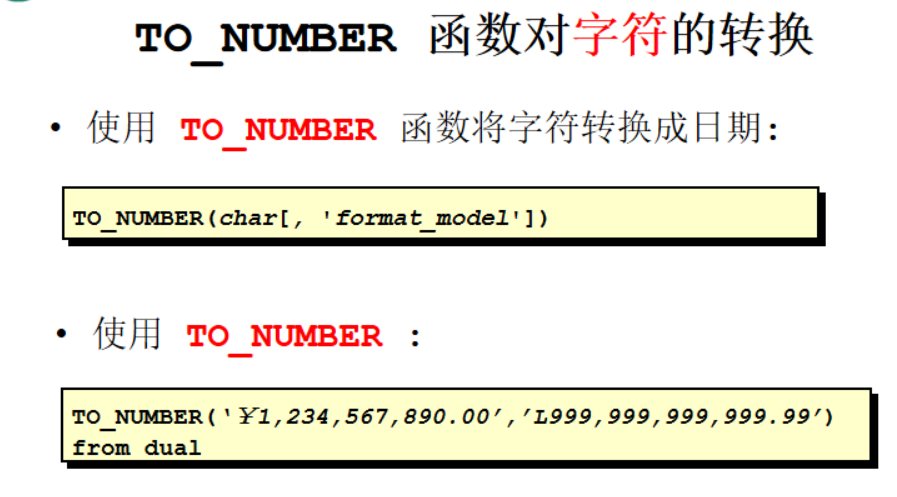 TO_NUMBER 函数对字符的转换
• 使用 TO_NUMBER 函数将字符转换成日期:
TO_NUMBER(char[, 'format_model'])
• 使用 TO_NUMBER :
TO_NUMBER('¥1,234,567,890.00','L999,999,999,999.99')
from dual